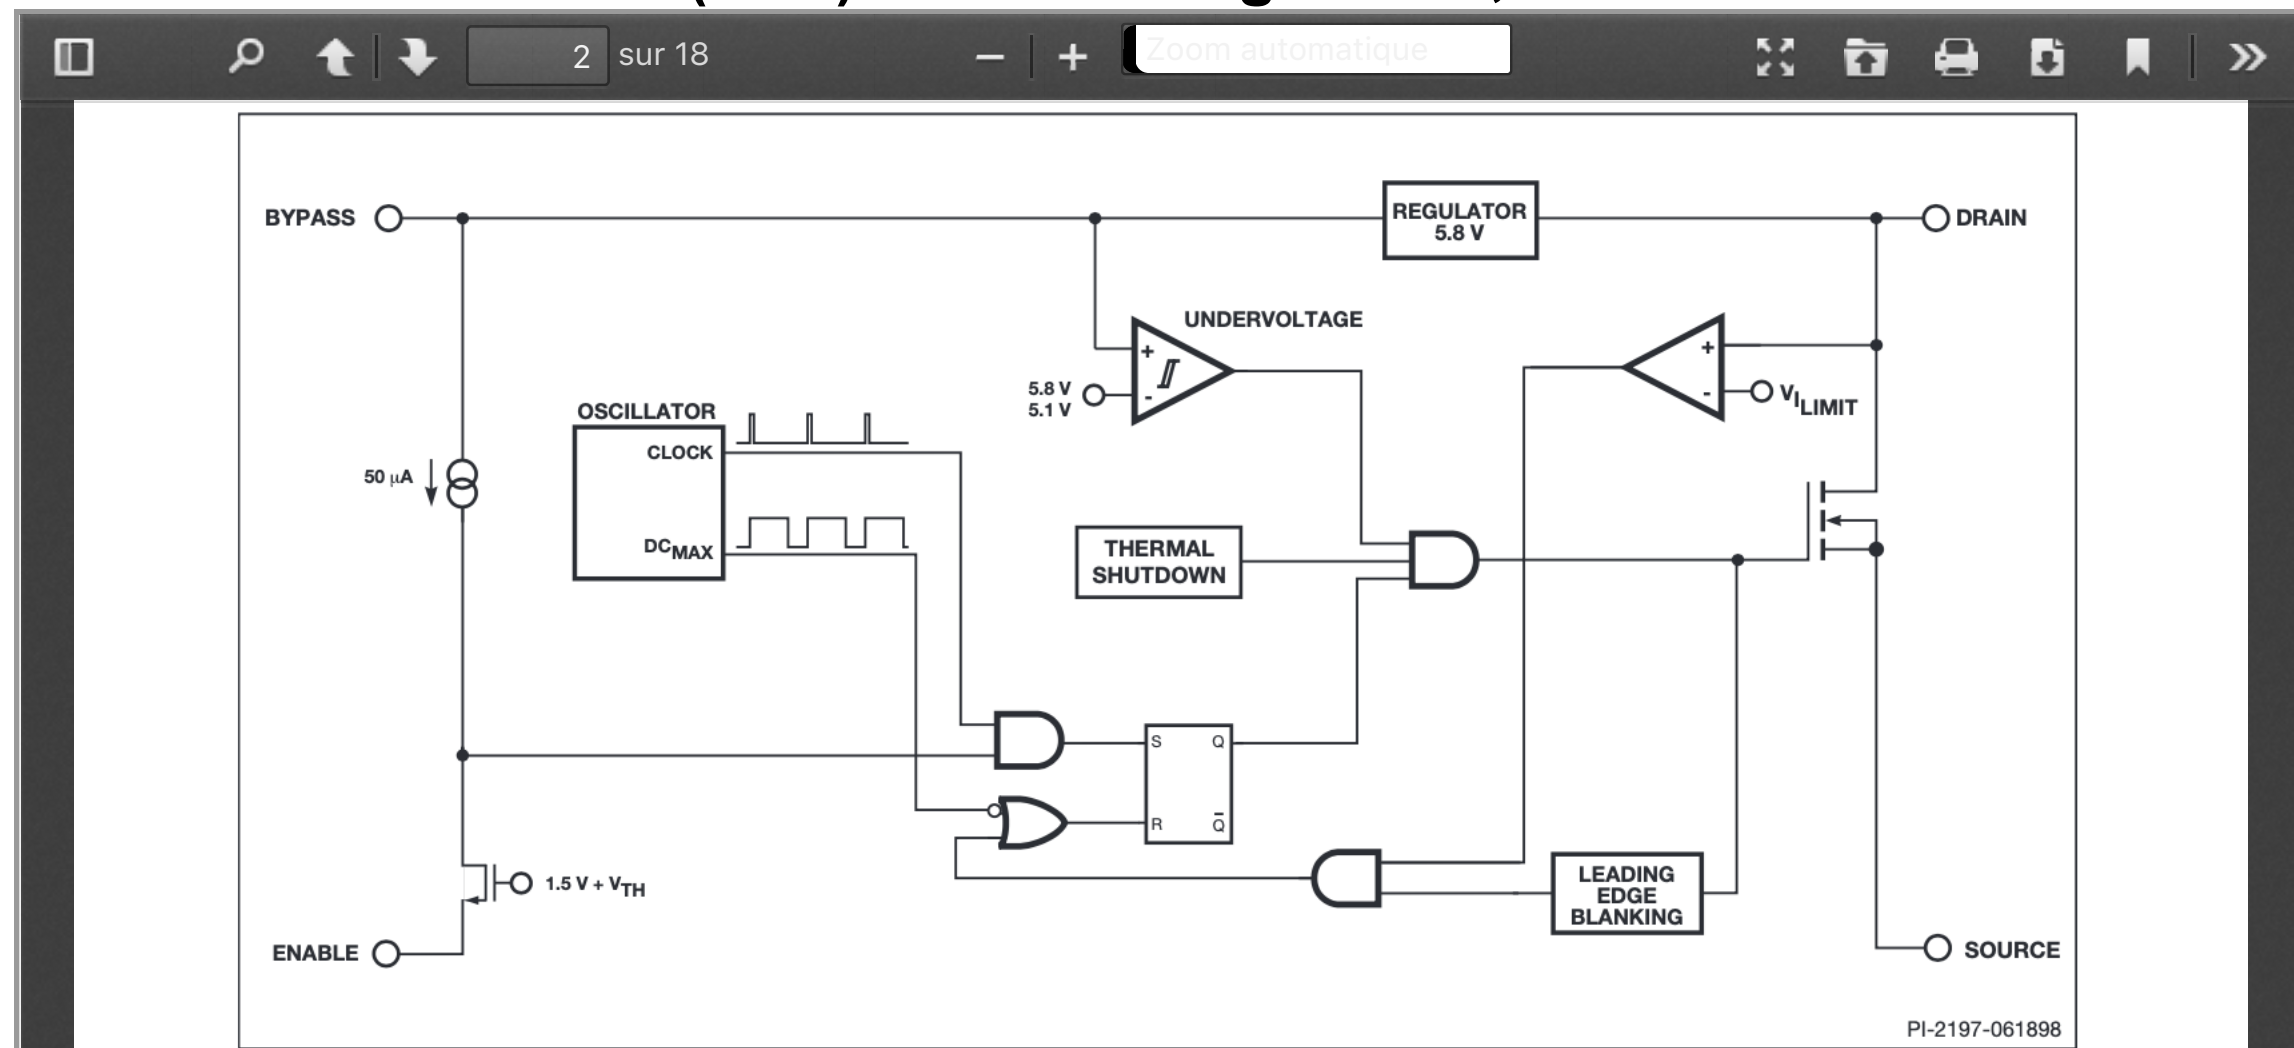 2 sur 18
Zoom automatique
BYPASS
REGULATOR
5.8 V
DRAIN
UNDERVOLTAGE
+
-
5.8 V
5.1 V
+
-
VILIMIT
OSCILLATOR
CLOCK
DCMAX
50 µA
THERMAL
SHUTDOWN
S Q
R Q̅
1.5 V + VTH
LEADING
EDGE
BLANKING
ENABLE
SOURCE
PI-2197-061898